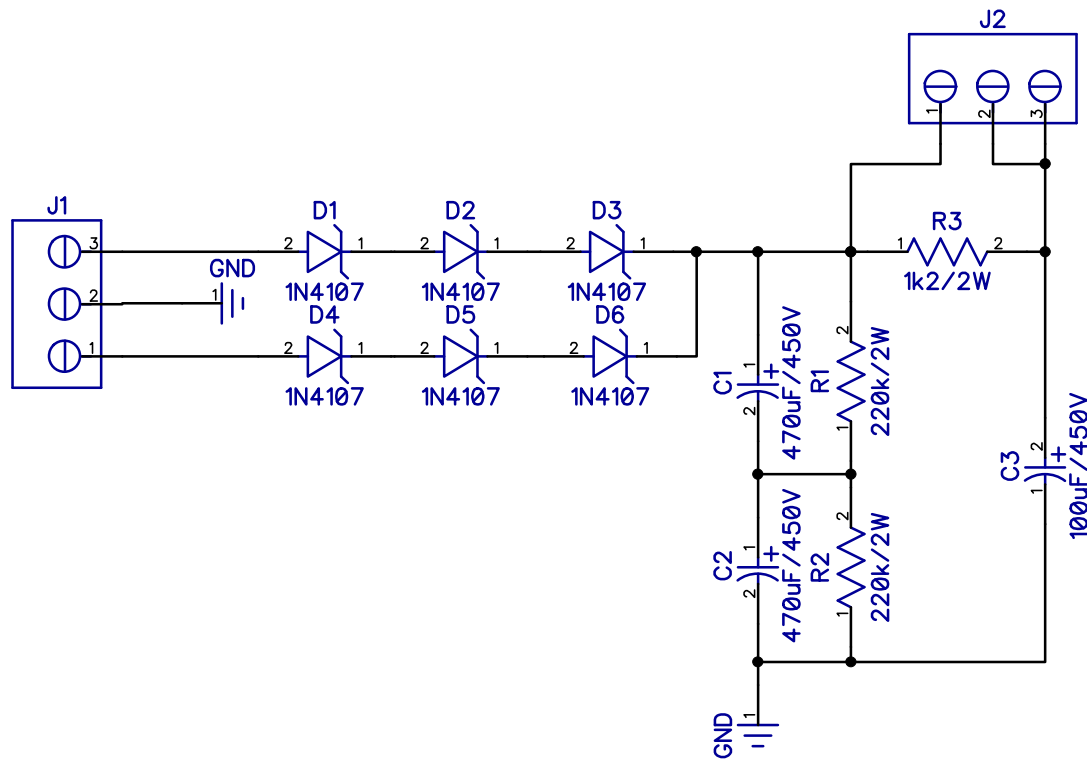 J2
1 2 3
J1
3
2
1
GND
1
D1
2 1
1N4107
D2
2 1
1N4107
D3
2 1
1N4107
D4
2 1
1N4107
D5
2 1
1N4107
D6
2 1
1N4107
R3
1 2
1k2/2W
C1
1 +
2
470uF/450V
R1
2
1
220k/2W
C2
1 +
2
470uF/450V
R2
2
1
220k/2W
C3
2 +
1
100uF/450V
GND
1